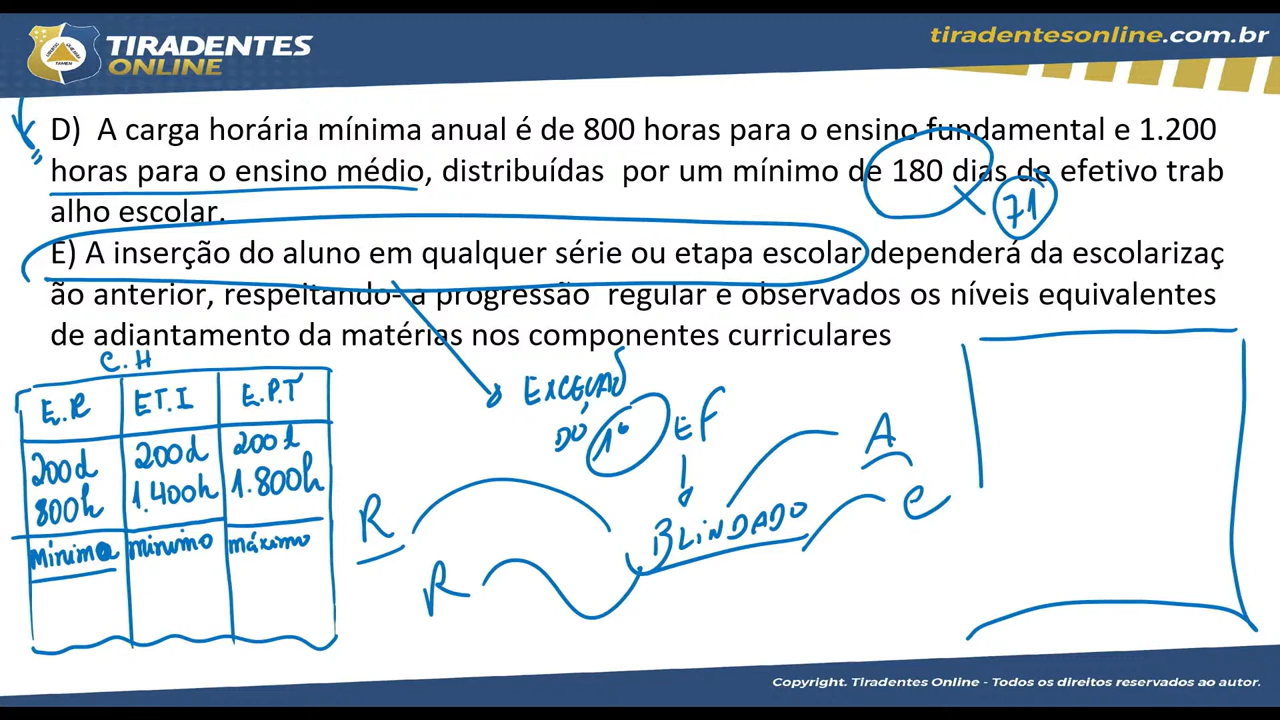 TIRADENTES
ONLINE
tiradentesonline.com.br
D) A carga horária mínima anual é de 800 horas para o ensino fundamental e 1.200
horas para o ensino médio, distribuídas por um mínimo de 180 dias de efetivo trab
alho escolar.
71
E) A inserção do aluno em qualquer série ou etapa escolar dependerá da escolarizaç
ão anterior, respeitando- a progressão regular e observados os níveis equivalentes
de adiantamento da matérias nos componentes curriculares
C.H
E.R ET.I E.P.T
200d 200d 200d
800h 1.400h 1.800h
mínima mínimo máximo
EXCEÇÃO
DO 1º EF
BLINDADO
A
C
R
R
Copyright. Tiradentes Online - Todos os direitos reservados ao autor.